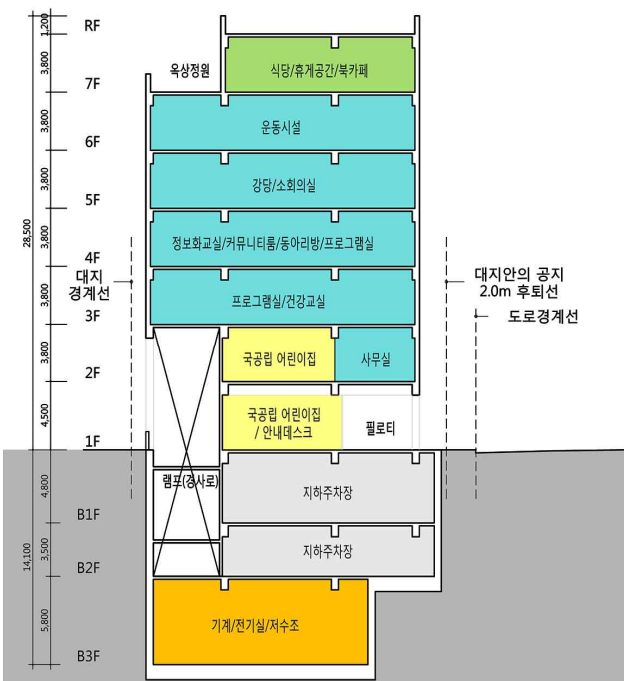 1,200
RF
3,800
옥상정원
식당/휴게공간/북카페
7F
3,800
운동시설
6F
3,800
강당/소회의실
5F
28,500
3,800
정보화교실/커뮤니티룸/동아리방/프로그램실
4F
대지
경계선
대지안의 공지
2.0m 후퇴선
3,800
프로그램실/건강교실
3F
도로경계선
3,800
국공립 어린이집
사무실
2F
4,500
국공립 어린이집
/ 안내데스크
필로티
1F
4,800
램프(경사로)
지하주차장
B1F
14,100
3,500
지하주차장
B2F
5,800
기계/전기실/저수조
B3F